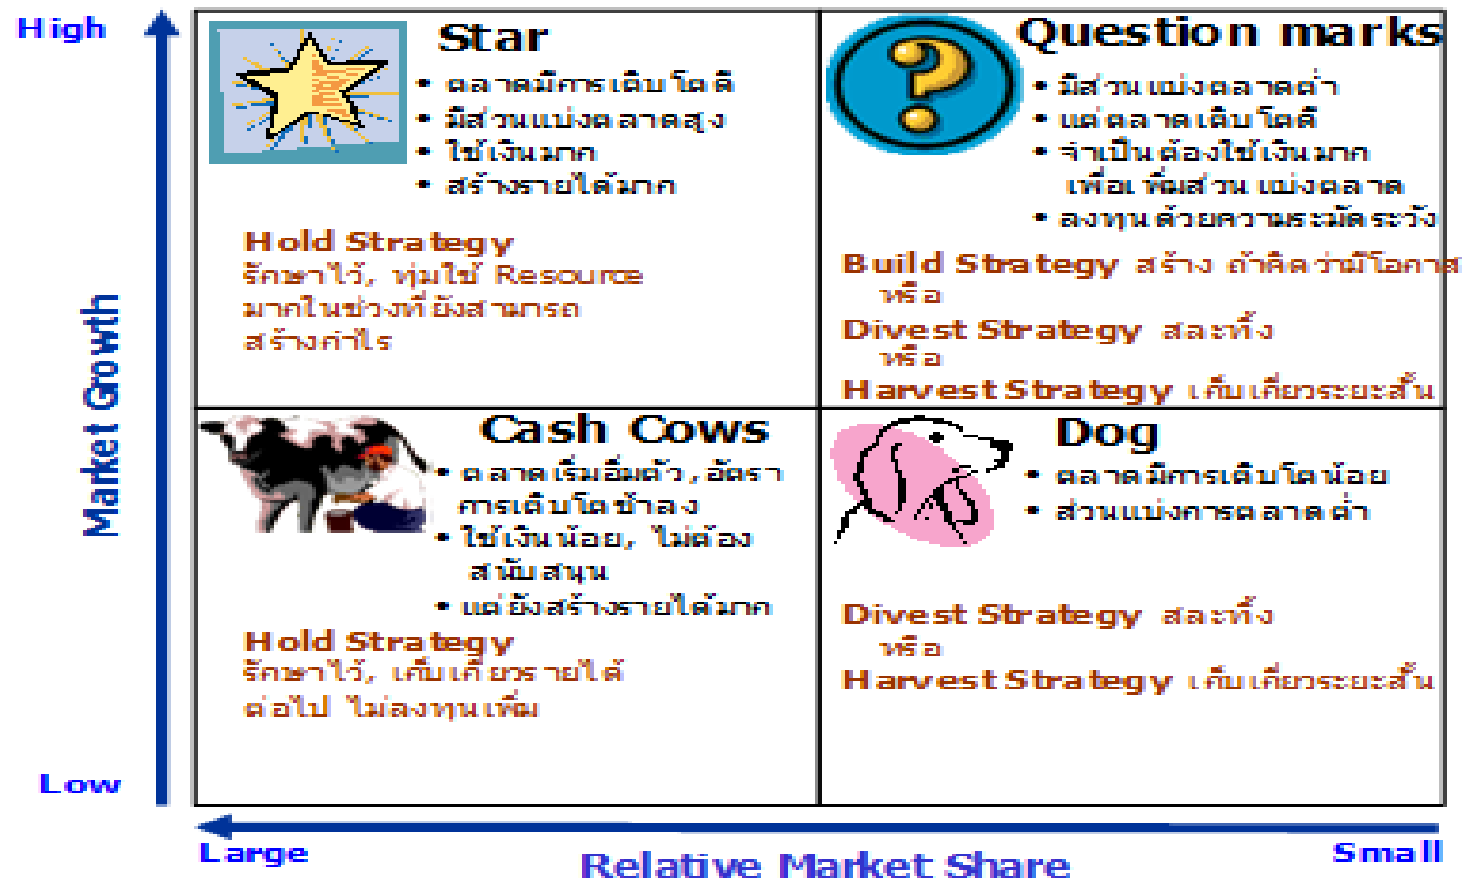 High
Star
• ตลาดมีการเติบโตดี
• มีส่วนแบ่งตลาดสูง
• ใช้เงินมาก
• สร้างรายได้มาก
Hold Strategy
รักษาไว้, ทุ่มใช้ Resource
มากในช่วงที่ยังสามารถ
สร้างกำไร
Question marks
• มีส่วนแบ่งตลาดต่ำ
• แต่ตลาดเติบโตดี
• จำเป็นต้องใช้เงินมาก
เพื่อเพิ่มส่วนแบ่งตลาด
• ลงทุนด้วยความระมัดระวัง
Build Strategy สร้าง ถ้าคิดว่ามีโอกาส
หรือ
Divest Strategy สละทิ้ง
หรือ
Harvest Strategy เก็บเกี่ยวระยะสั้น
Market Growth
Cash Cows
• ตลาดเริ่มอิ่มตัว,อัตรา
การเติบโตช้าลง
• ใช้เงินน้อย, ไม่ต้อง
สนับสนุน
• แต่ยังสร้างรายได้มาก
Hold Strategy
รักษาไว้, เก็บเกี่ยวรายได้
ต่อไป ไม่ลงทุนเพิ่ม
Dog
• ตลาดมีการเติบโตน้อย
• ส่วนแบ่งการตลาดต่ำ
Divest Strategy สละทิ้ง
หรือ
Harvest Strategy เก็บเกี่ยวระยะสั้น
Low
Large
Relative Market Share
Small